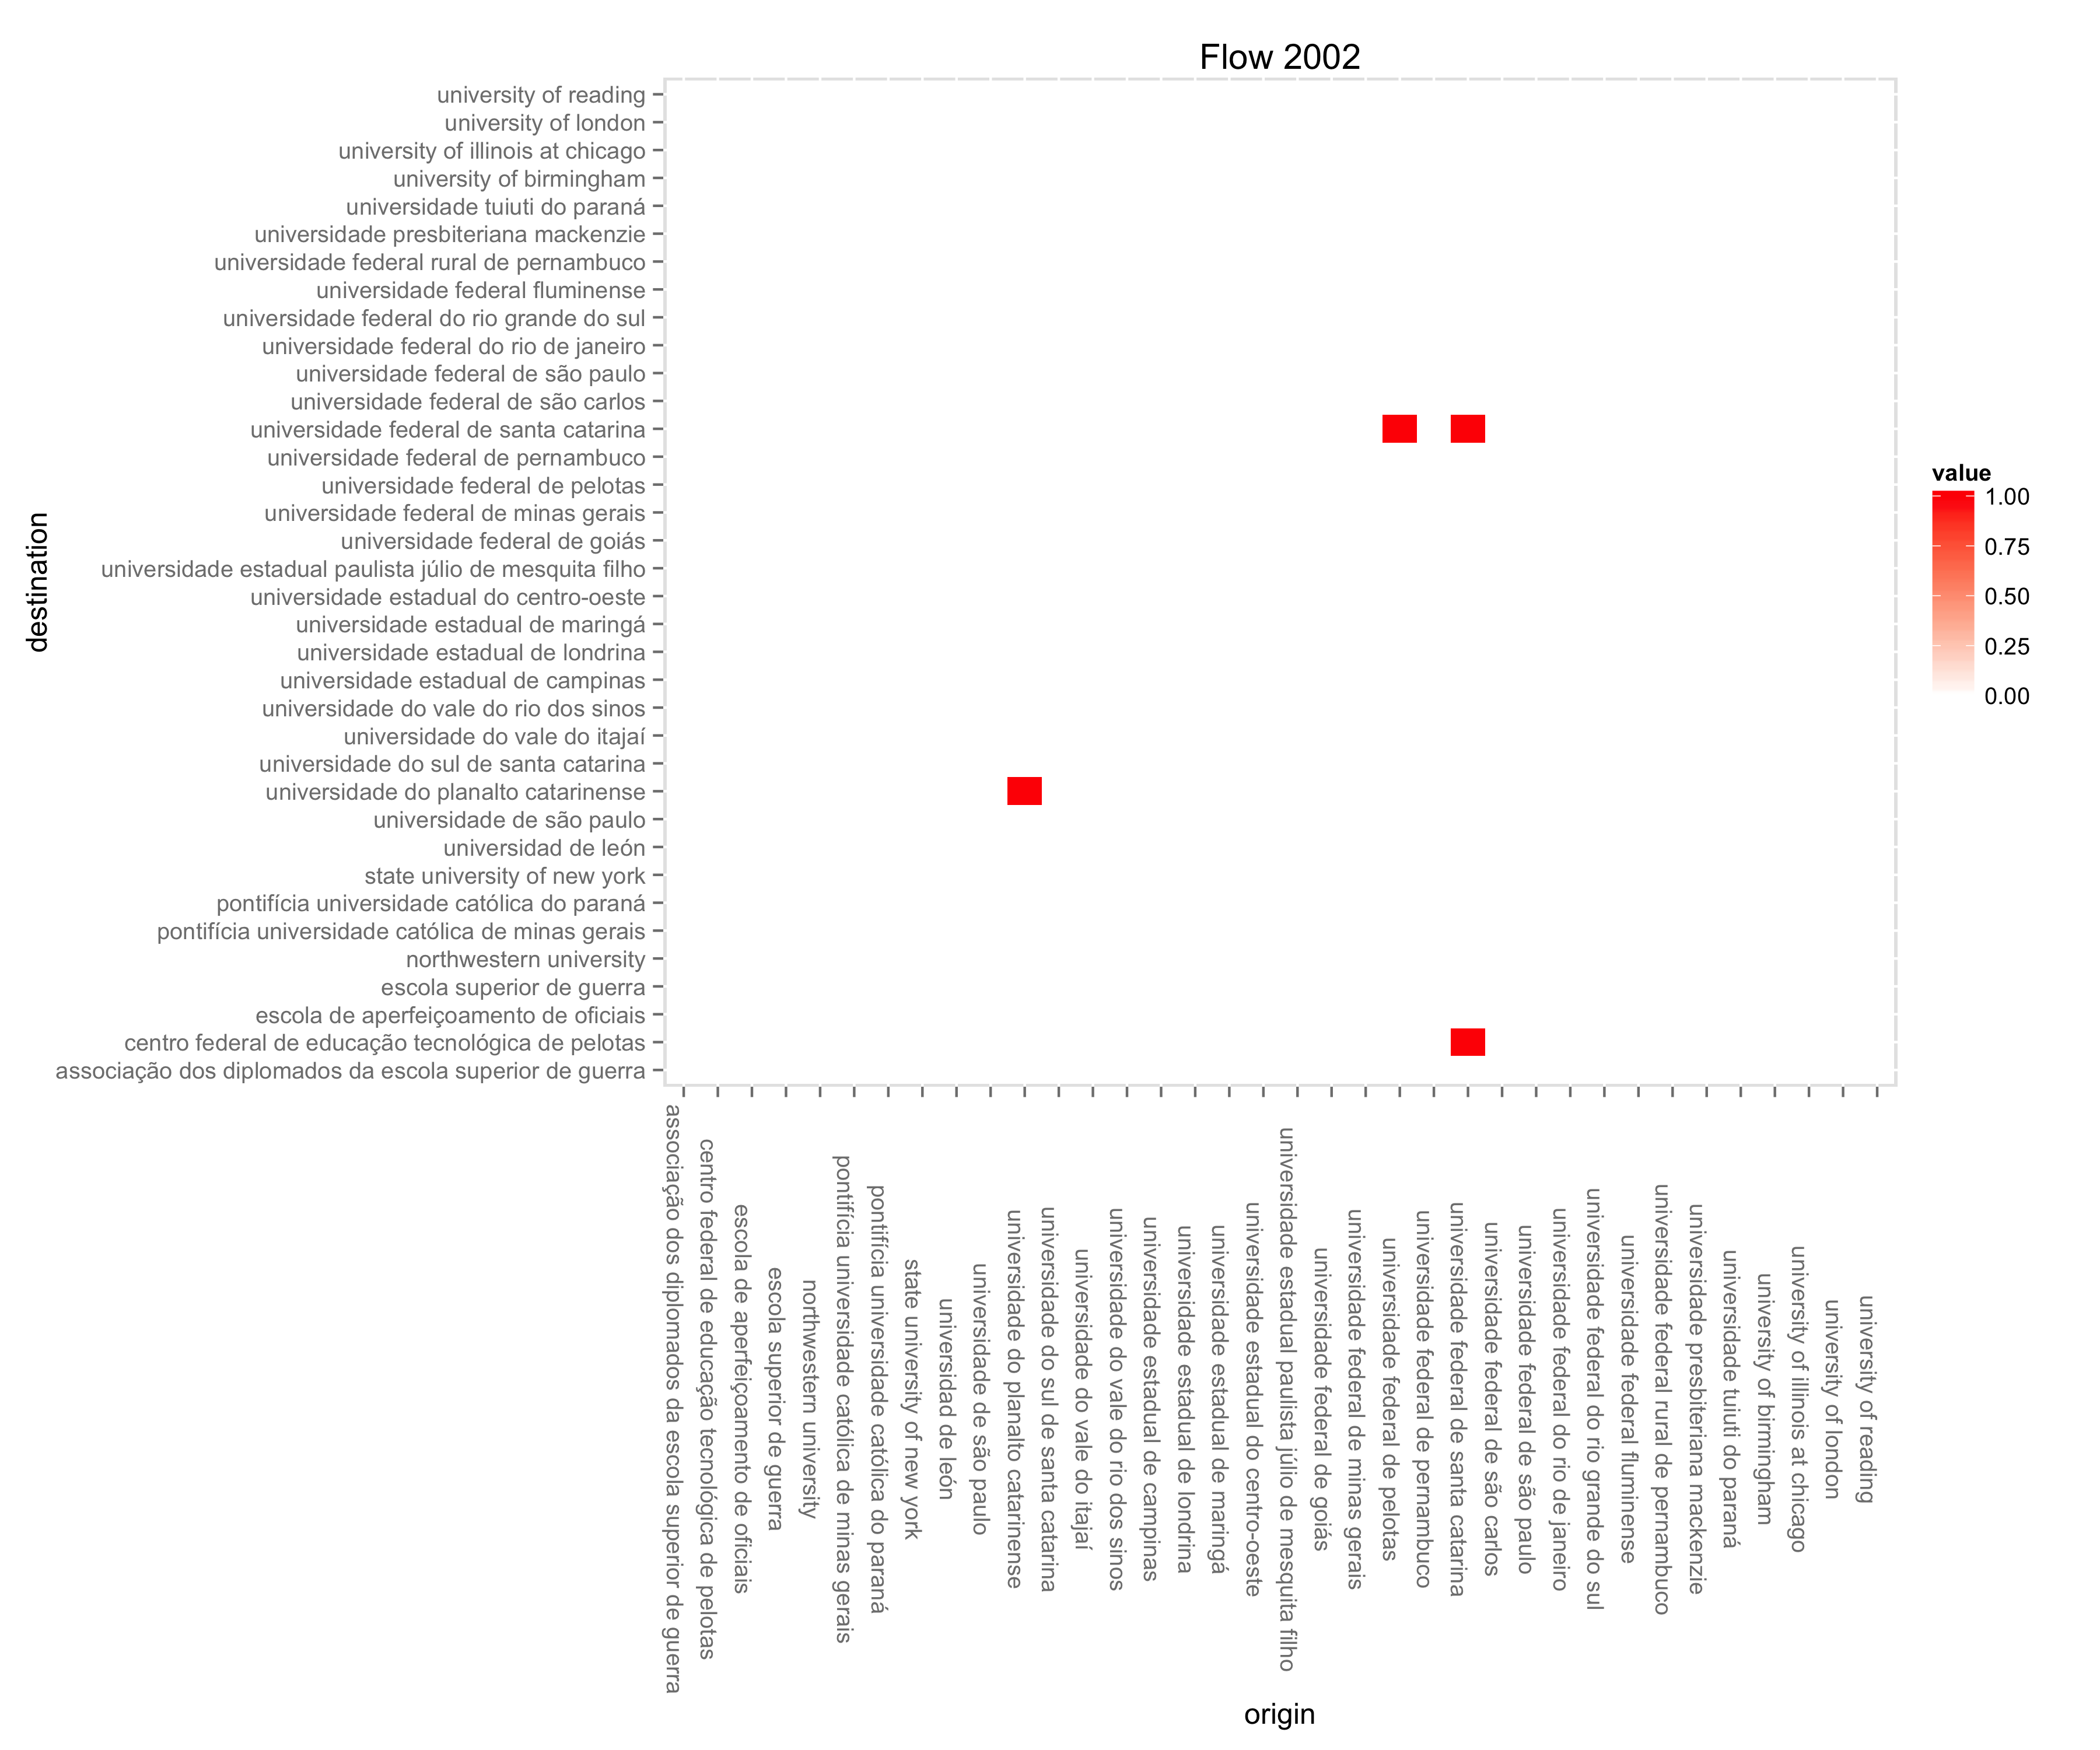 Flow 2002
destination
university of reading
university of london
university of illinois at chicago
university of birmingham
universidade tuiuti do paraná
universidade presbiteriana mackenzie
universidade federal rural de pernambuco
universidade federal fluminense
universidade federal do rio grande do sul
universidade federal do rio de janeiro
universidade federal de são paulo
universidade federal de são carlos
universidade federal de santa catarina
universidade federal de pernambuco
universidade federal de pelotas
universidade federal de minas gerais
universidade federal de goiás
universidade estadual paulista júlio de mesquita filho
universidade estadual do centro-oeste
universidade estadual de maringá
universidade estadual de londrina
universidade estadual de campinas
universidade do vale do rio dos sinos
universidade do vale do itajaí
universidade do sul de santa catarina
universidade do planalto catarinense
universidade de são paulo
universidad de león
state university of new york
pontifícia universidade católica do paraná
pontifícia universidade católica de minas gerais
northwestern university
escola superior de guerra
escola de aperfeiçoamento de oficiais
centro federal de educação tecnológica de pelotas
associação dos diplomados da escola superior de guerra
value
1.00
0.75
0.50
0.25
0.00
associação dos diplomados da escola superior de guerra
centro federal de educação tecnológica de pelotas
escola de aperfeiçoamento de oficiais
escola superior de guerra
northwestern university
pontifícia universidade católica de minas gerais
pontifícia universidade católica do paraná
state university of new york
universidad de león
universidade de são paulo
universidade do planalto catarinense
universidade do sul de santa catarina
universidade do vale do itajaí
universidade do vale do rio dos sinos
universidade estadual de campinas
universidade estadual de londrina
universidade estadual de maringá
universidade estadual do centro-oeste
universidade estadual paulista júlio de mesquita filho
universidade federal de goiás
universidade federal de minas gerais
universidade federal de pelotas
universidade federal de pernambuco
universidade federal de santa catarina
universidade federal de são carlos
universidade federal de são paulo
universidade federal do rio de janeiro
universidade federal do rio grande do sul
universidade federal fluminense
universidade federal rural de pernambuco
universidade presbiteriana mackenzie
universidade tuiuti do paraná
university of birmingham
university of illinois at chicago
university of london
university of reading
origin